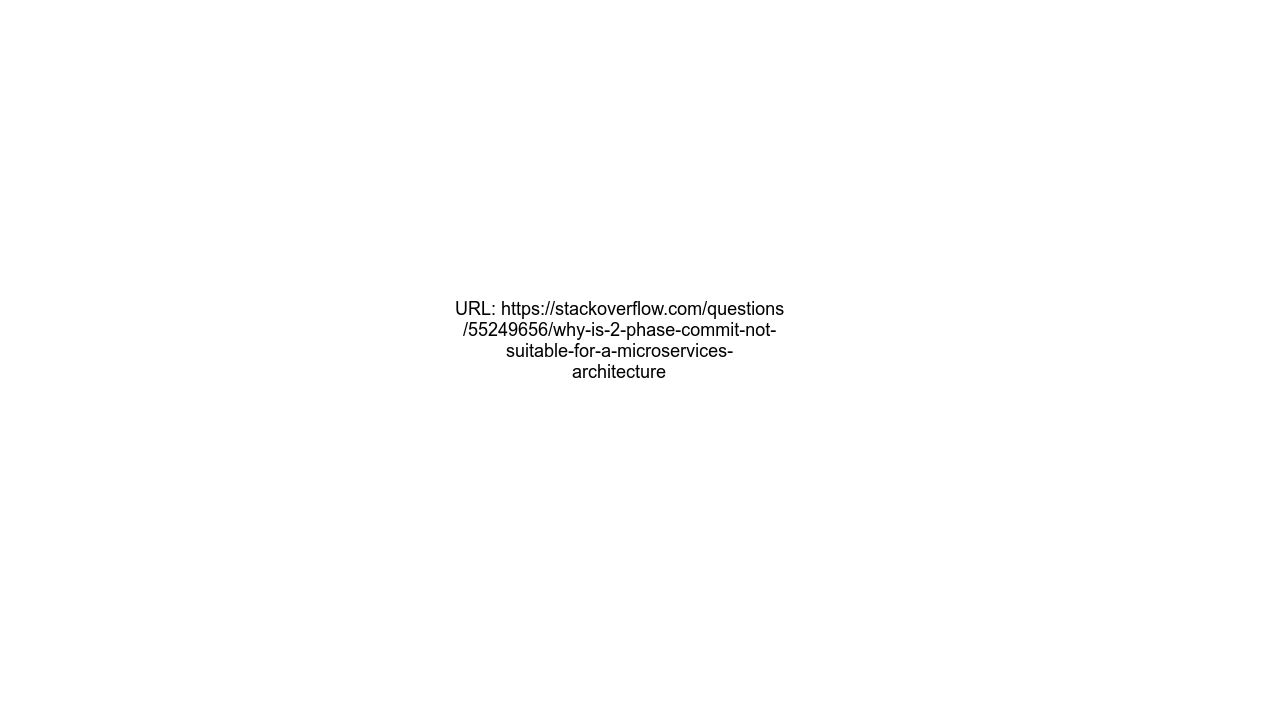 URL: https://stackoverflow.com/questions
/55249656/why-is-2-phase-commit-not-
suitable-for-a-microservices-
architecture